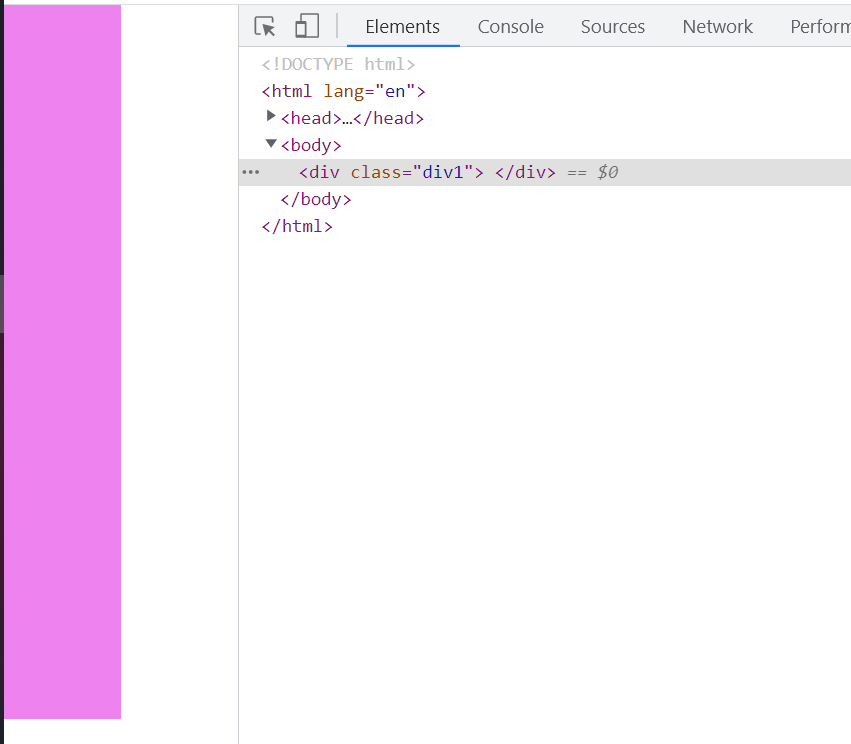 Elements Console Sources Network Perform
<!DOCTYPE html>
<html lang="en">
<head>…</head>
<body>
<div class="div1"> </div> == $0
</body>
</html>